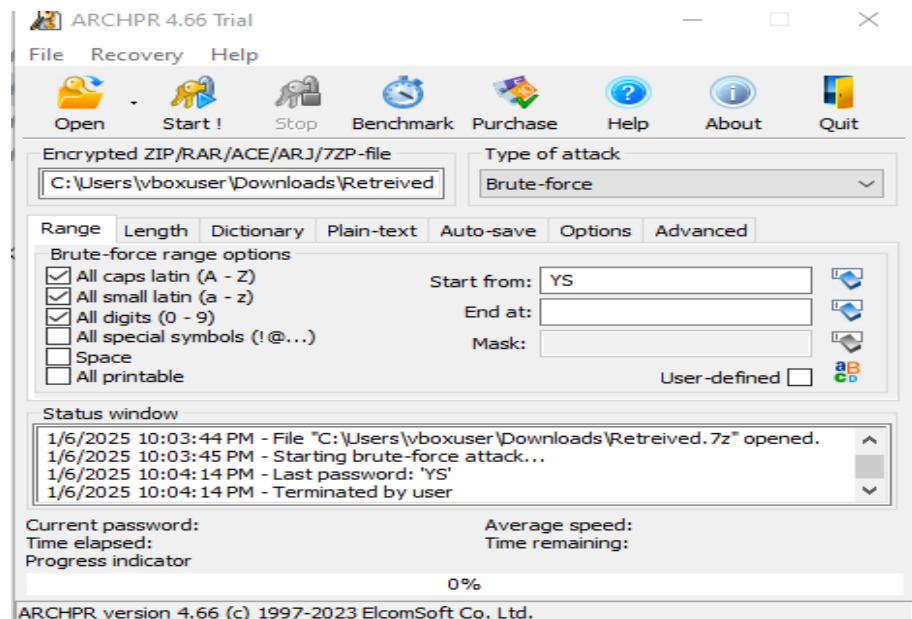 ARCHPR 4.66 Trial
File Recovery Help
Open Start ! Stop Benchmark Purchase Help About Quit
Encrypted ZIP/RAR/ACE/ARJ/7ZP-file
Type of attack
C:\Users\vboxuser\Downloads\Retreived
Brute-force
Range Length Dictionary Plain-text Auto-save Options Advanced
Brute-force range options
All caps latin (A - Z)
All small latin (a - z)
All digits (0 - 9)
All special symbols (!@...)
Space
All printable
Start from: YS
End at:
Mask:
User-defined
Status window
1/6/2025 10:03:44 PM - File "C:\Users\vboxuser\Downloads\Retreived.7z" opened.
1/6/2025 10:03:45 PM - Starting brute-force attack...
1/6/2025 10:04:14 PM - Last password: 'YS'
1/6/2025 10:04:14 PM - Terminated by user
Current password:
Average speed:
Time elapsed:
Time remaining:
Progress indicator
0%
ARCHPR version 4.66 (c) 1997-2023 ElcomSoft Co. Ltd.